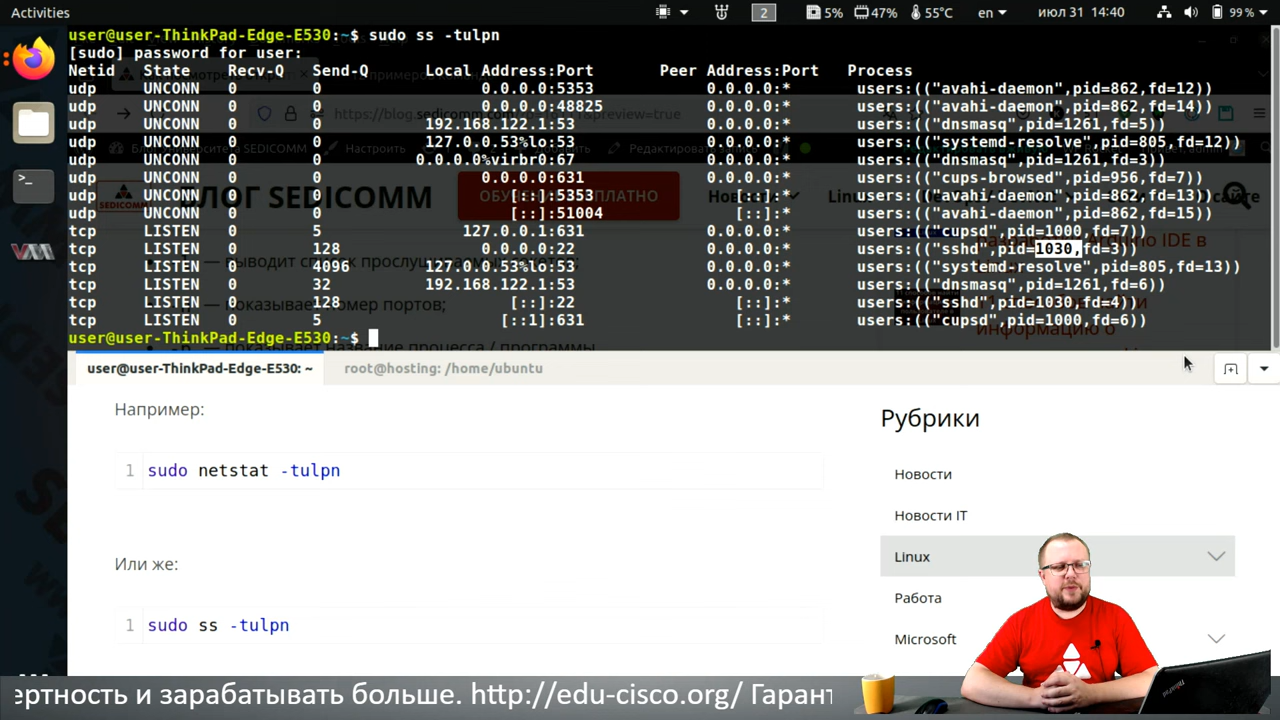 Activities
2
5%
47%
55°C
en
июл 31 14:40
99 %
user@user-ThinkPad-Edge-E530:~$ sudo ss -tulpn
[sudo] password for user:
Netid State Recv-Q Send-Q Local Address:Port Peer Address:Port Process
udp UNCONN 0 0 0.0.0.0:5353 0.0.0.0:* users:(("avahi-daemon",pid=862,fd=12))
udp UNCONN 0 0 0.0.0.0:48825 0.0.0.0:* users:(("avahi-daemon",pid=862,fd=14))
udp UNCONN 0 0 192.168.122.1:53 0.0.0.0:* users:(("dnsmasq",pid=1261,fd=5))
udp UNCONN 0 0 127.0.0.53%lo:53 0.0.0.0:* users:(("systemd-resolve",pid=805,fd=12))
udp UNCONN 0 0 0.0.0.0%virbr0:67 0.0.0.0:* users:(("dnsmasq",pid=1261,fd=3))
udp UNCONN 0 0 0.0.0.0:631 0.0.0.0:* users:(("cups-browsed",pid=956,fd=7))
udp UNCONN 0 0 [::]:5353 [::]:* users:(("avahi-daemon",pid=862,fd=13))
udp UNCONN 0 0 [::]:51004 [::]:* users:(("avahi-daemon",pid=862,fd=15))
tcp LISTEN 0 5 127.0.0.1:631 0.0.0.0:* users:(("cupsd",pid=1000,fd=7))
tcp LISTEN 0 128 0.0.0.0:22 0.0.0.0:* users:(("sshd",pid=1030,fd=3))
tcp LISTEN 0 4096 127.0.0.53%lo:53 0.0.0.0:* users:(("systemd-resolve",pid=805,fd=13))
tcp LISTEN 0 32 192.168.122.1:53 0.0.0.0:* users:(("dnsmasq",pid=1261,fd=6))
tcp LISTEN 0 128 [::]:22 [::]:* users:(("sshd",pid=1030,fd=4))
tcp LISTEN 0 5 [::1]:631 [::]:* users:(("cupsd",pid=1000,fd=6))
user@user-ThinkPad-Edge-E530:~$
БЛОГ SEDICOMM
user@user-ThinkPad-Edge-E530: ~
root@hosting: /home/ubuntu
Например:
1 sudo netstat -tulpn
Или же:
1 sudo ss -tulpn
Рубрики
Новости
Новости IT
Linux
Работа
Microsoft
ертность и зарабатывать больше. http://edu-cisco.org/ Гарант